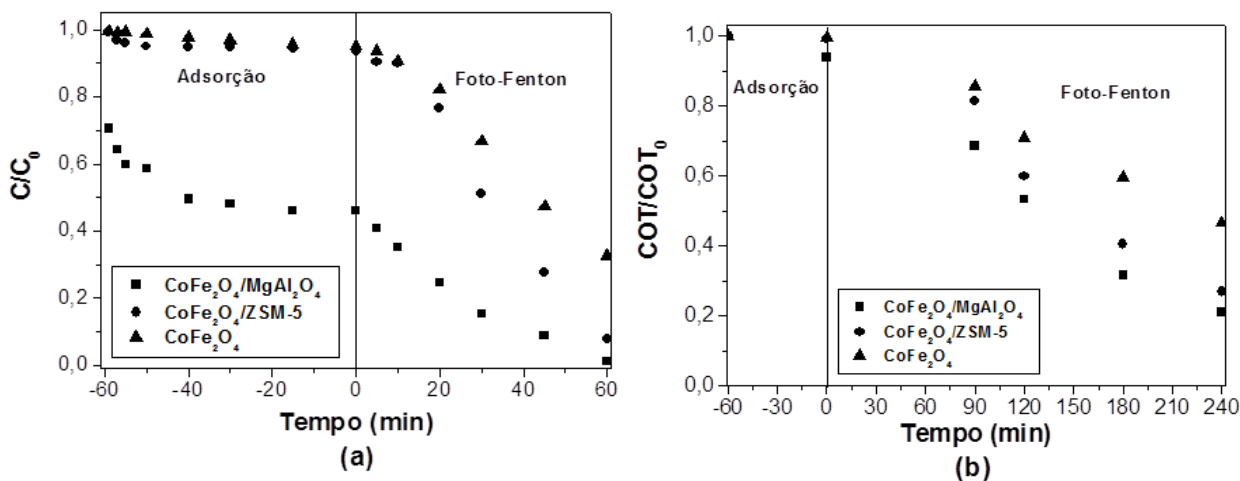 C/C₀
1,0
0,8
0,6
0,4
0,2
0,0
Adsorção
Foto-Fenton
CoFe₂O₄/MgAl₂O₄
CoFe₂O₄/ZSM-5
CoFe₂O₄
-60 -40 -20 0 20 40 60
Tempo (min)
(a)
COT/COT₀
1,0
0,8
0,6
0,4
0,2
0,0
Adsorção
Foto-Fenton
CoFe₂O₄/MgAl₂O₄
CoFe₂O₄/ZSM-5
CoFe₂O₄
-60 -30 0 30 60 90 120 150 180 210 240
Tempo (min)
(b)